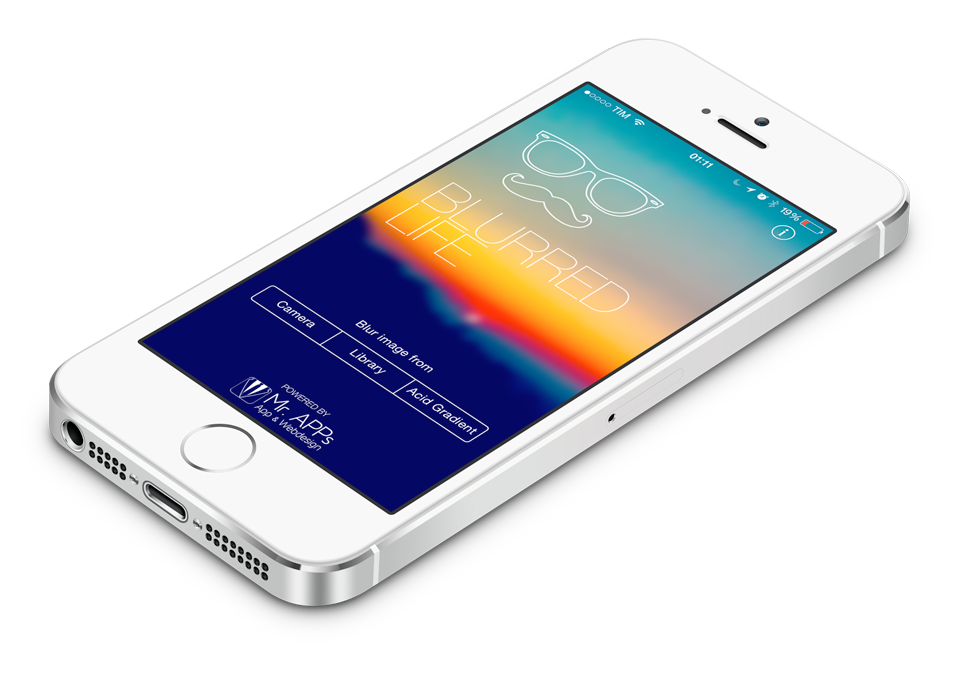 TIM
01:11
19%
i
BLURRED
LIFE
Blur image from
Camera
Library
Acid Gradient
POWERED BY
Mr. APPs
App & Webdesign